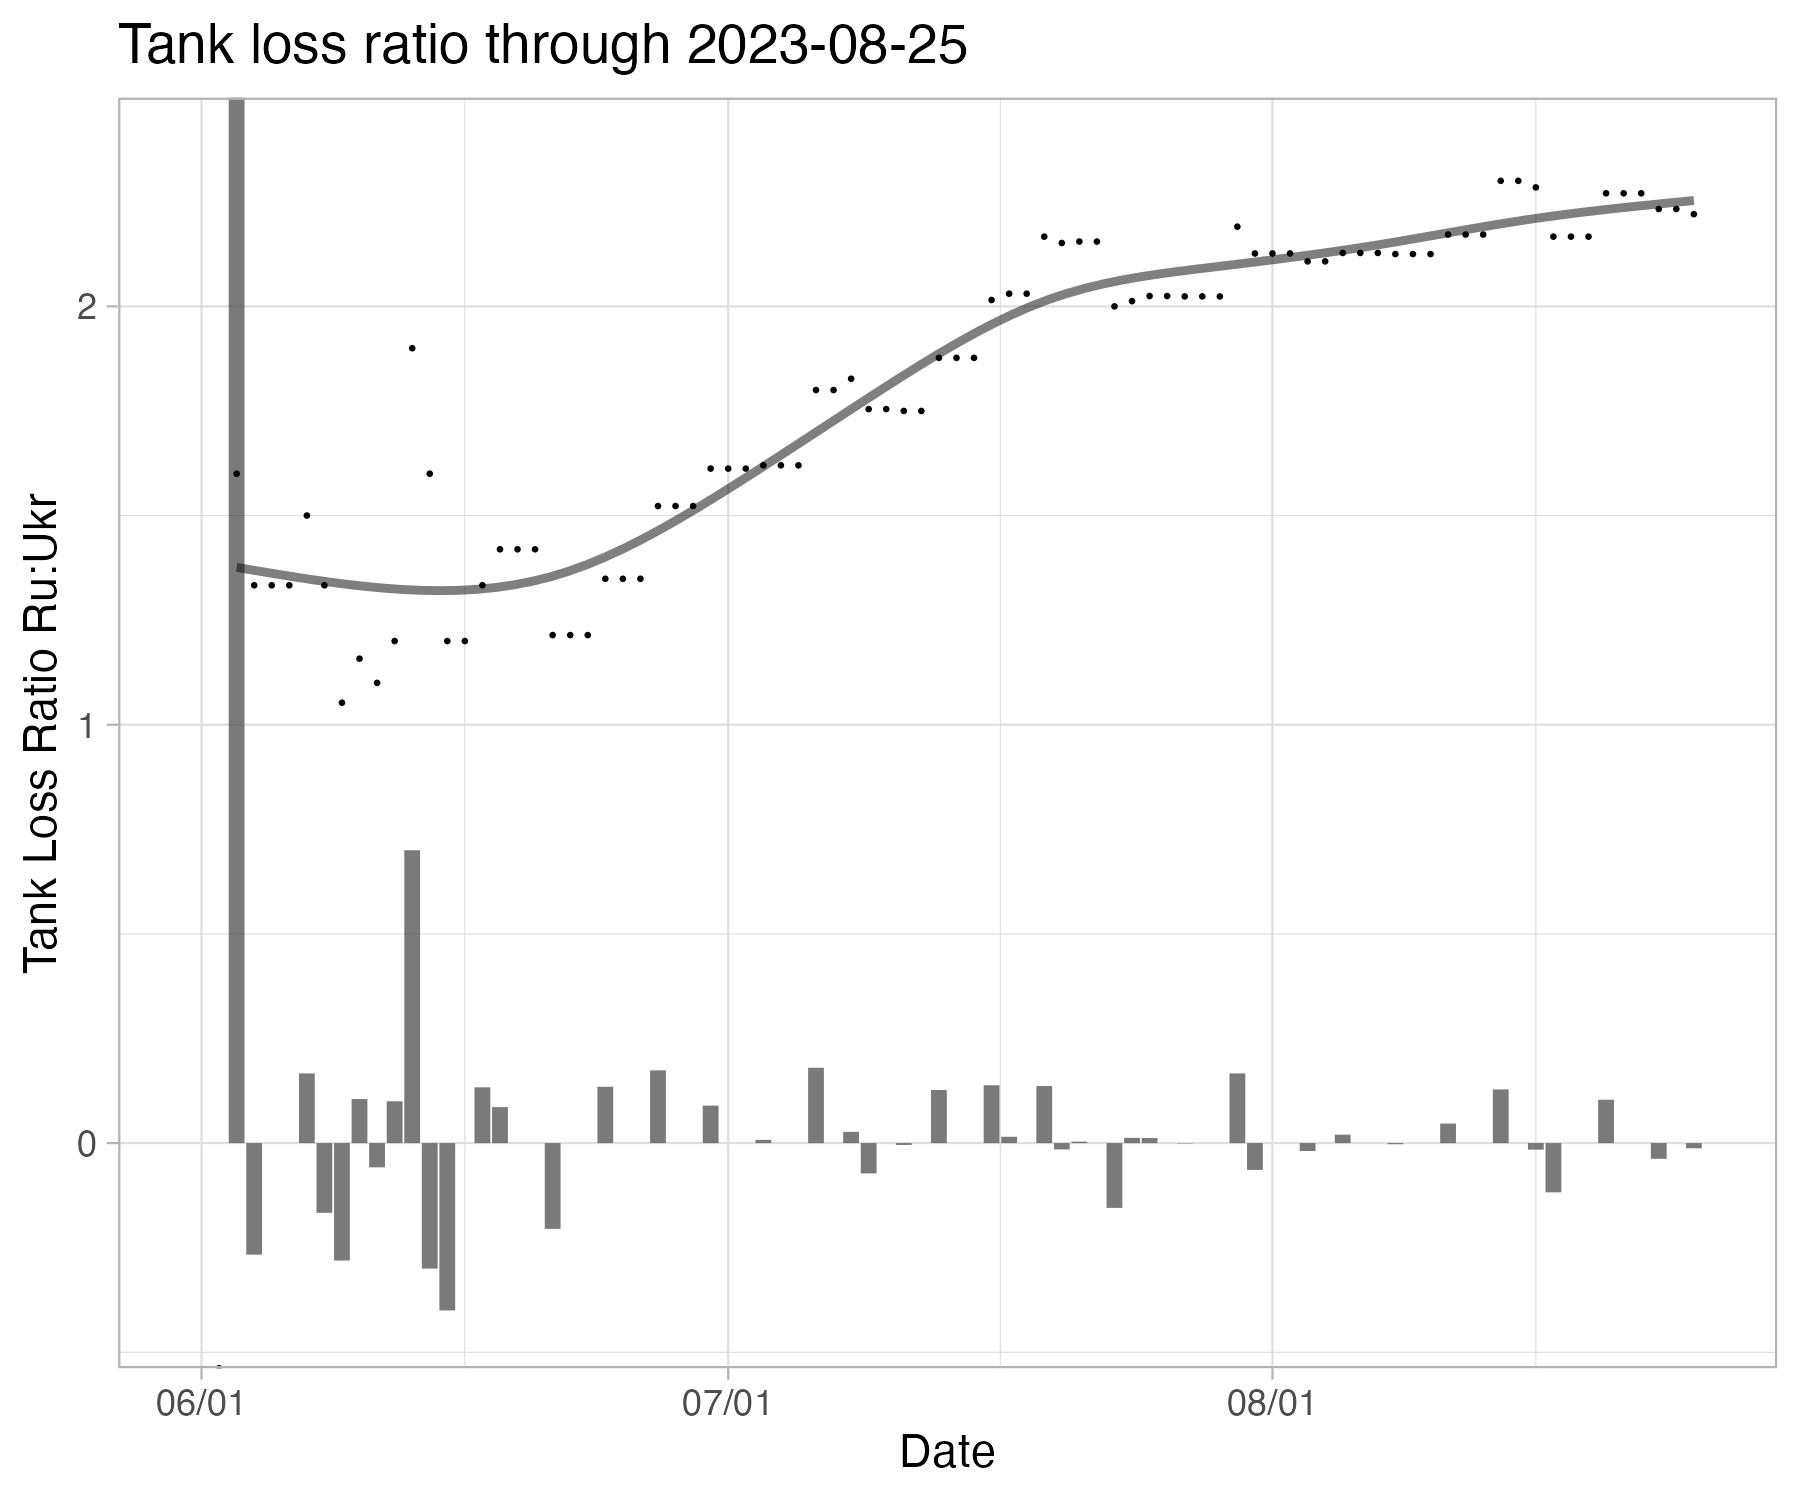 Tank loss ratio through 2023-08-25
Tank Loss Ratio Ru:Ukr
2
1
0
06/01
07/01
08/01
Date